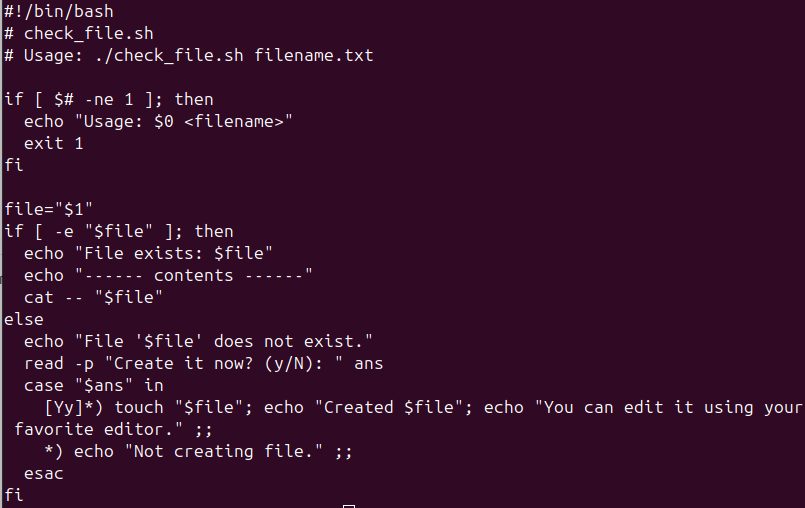 #!/bin/bash
# check_file.sh
# Usage: ./check_file.sh filename.txt

if [ $# -ne 1 ]; then
  echo "Usage: $0 <filename>"
  exit 1
fi

file="$1"
if [ -e "$file" ]; then
  echo "File exists: $file"
  echo "------ contents ------"
  cat -- "$file"
else
  echo "File '$file' does not exist."
  read -p "Create it now? (y/N): " ans
  case "$ans" in
    [Yy]*) touch "$file"; echo "Created $file"; echo "You can edit it using your
 favorite editor." ;;
    *) echo "Not creating file." ;;
  esac
fi